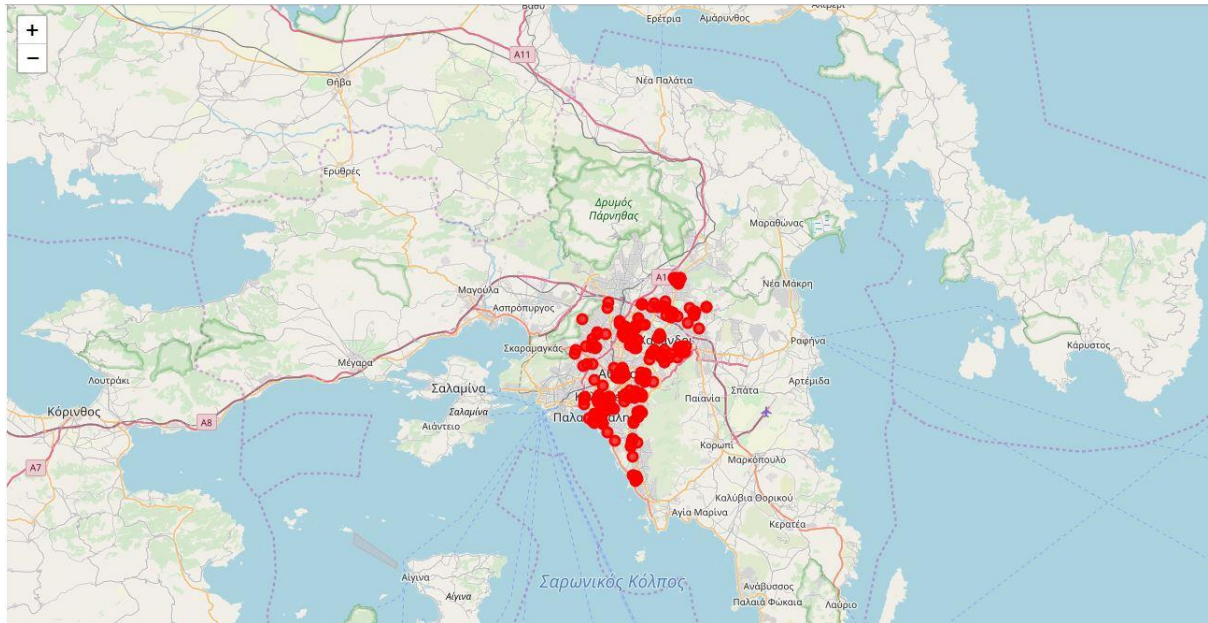 +
−
Ερέτρια
Αμάρυνθος
A11
Θήβα
Νέα Παλάτια
Ερυθρές
Δρυμός
Πάρνηθας
Μαραθώνας
Μαγούλα
Ασπρόπυργος
Νέα Μάκρη
Σκαραμαγκάς
Ραφήνα
Μέγαρα
Λουτράκι
Κάρυστος
Σαλαμίνα
Σαλαμίνα
Σπάτα
Αρτέμιδα
Παιανία
Κόρινθος
A8
Αιάντειο
Κορωπί
Μαρκόπουλο
A7
Καλύβια Θορικού
Αγία Μαρίνα
Κερατέα
Αίγινα
Αίγινα
Σαρωνικός Κόλπος
Ανάβυσσος
Παλαιά Φώκαια
Λαύριο